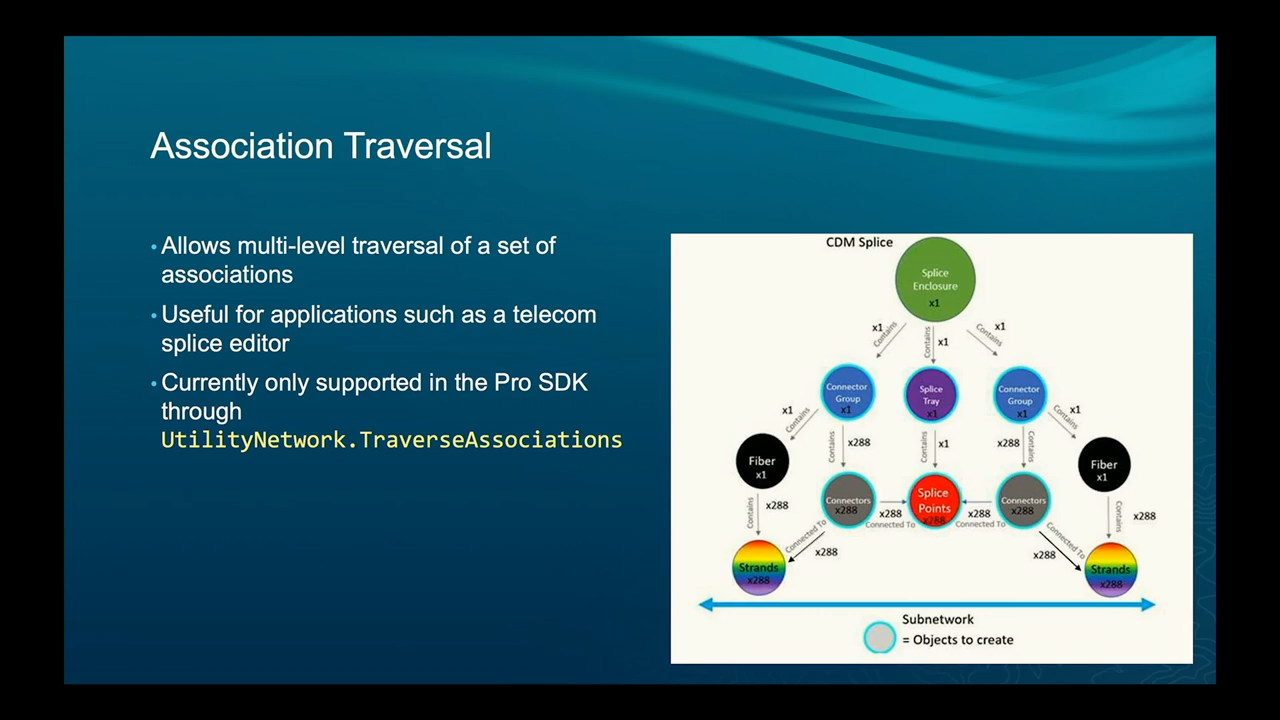 Association Traversal
• Allows multi-level traversal of a set of
associations
• Useful for applications such as a telecom
splice editor
• Currently only supported in the Pro SDK
through
UtilityNetwork.TraverseAssociations
CDM Splice
Splice
Enclosure
x1
x1
Contains
Contains
x1
Contains
x1
Connector
Group
x1
Splice
Tray
x1
Connector
Group
x1
x1
Contains
Contains
x288
Contains
x1
x288
Contains
Contains
x1
Fiber
x1
Fiber
x1
Connectors
x288
x288
Connected To
Splice
Points
x288
x288
Connected To
Connectors
x288
Contains
x288
Connected To
x288
Connected To
x288
Contains
x288
Strands
x288
Strands
x288
Subnetwork
= Objects to create